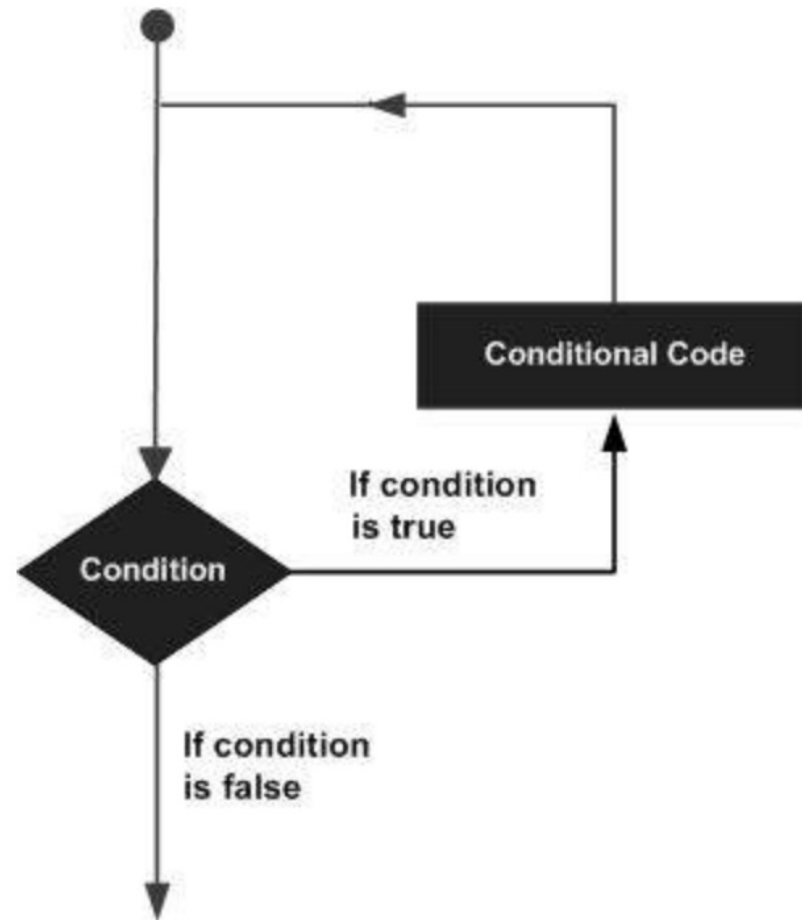 Conditional Code
If condition
is true
Condition
If condition
is false